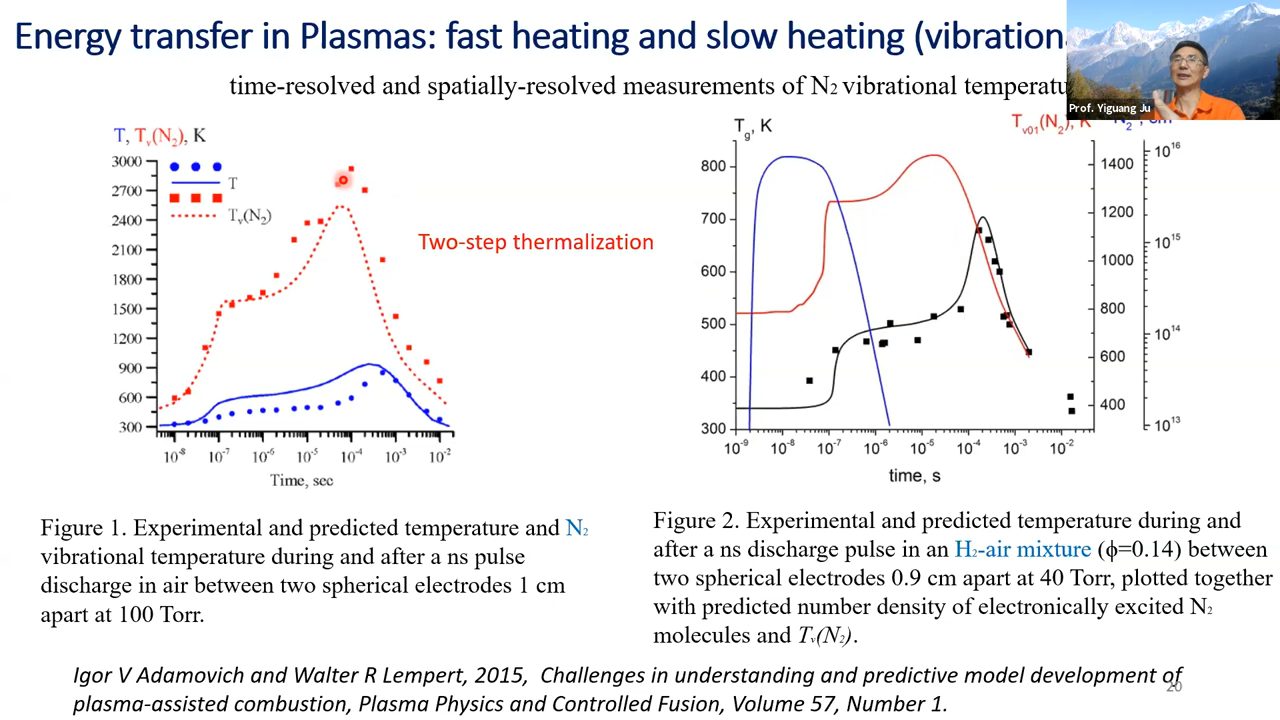 Energy transfer in Plasmas: fast heating and slow heating (vibration
time-resolved and spatially-resolved measurements of N2 vibrational temperatu
Prof. Yiguang Ju
T, Tv(N2), K
3000
2700
2400
2100
1800
1500
1200
900
600
300
T
Tv(N2)
10-8
10-7
10-6
10-5
10-4
10-3
10-2
Time, sec
Two-step thermalization
Tg, K
Tv01(N2), K
800
700
600
500
400
300
1400
1200
1000
800
600
400
10^16
10^15
10^14
10^13
10-9
10-8
10-7
10-6
10-5
10-4
10-3
10-2
time, s
Figure 1. Experimental and predicted temperature and N2
vibrational temperature during and after a ns pulse
discharge in air between two spherical electrodes 1 cm
apart at 100 Torr.
Figure 2. Experimental and predicted temperature during and
after a ns discharge pulse in an H2-air mixture (ϕ=0.14) between
two spherical electrodes 0.9 cm apart at 40 Torr, plotted together
with predicted number density of electronically excited N2
molecules and Tv(N2).
Igor V Adamovich and Walter R Lempert, 2015, Challenges in understanding and predictive model development of
plasma-assisted combustion, Plasma Physics and Controlled Fusion, Volume 57, Number 1.
20